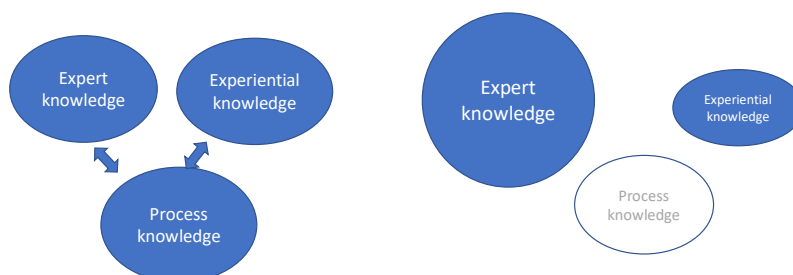 Expert
knowledge
Experiential
knowledge
Process
knowledge
Expert
knowledge
Experiential
knowledge
Process
knowledge